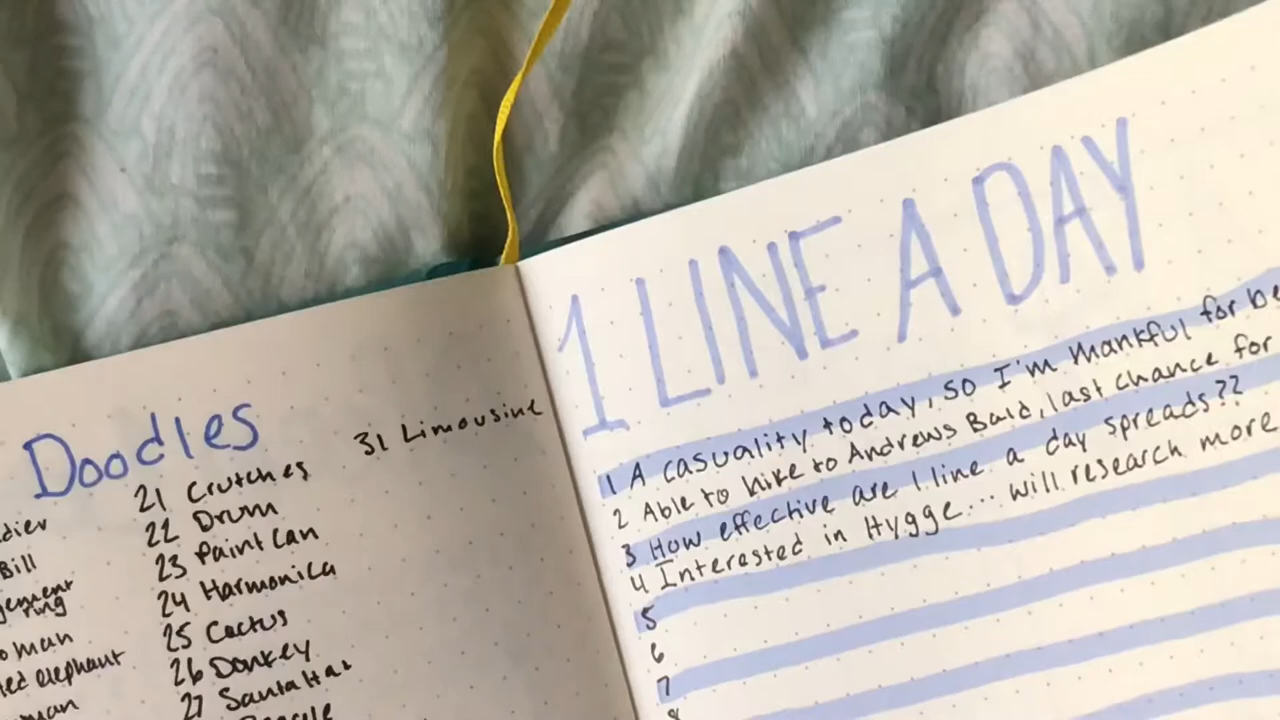 Doodles
Bill
ring
elephant
21 Crutches
22 Drum
23 Paint Can
24 Harmonica
25 Cactus
26 Donkey
27 Santa Hat
31 Limousine
1 LINE A DAY
1 A casuality today, so I'm thankful for
2 Able to hike to Andrews Bald, last chance for
3 How effective are 1 line a day spreads??
4 Interested in Hygge... will research more
5
6
7
8